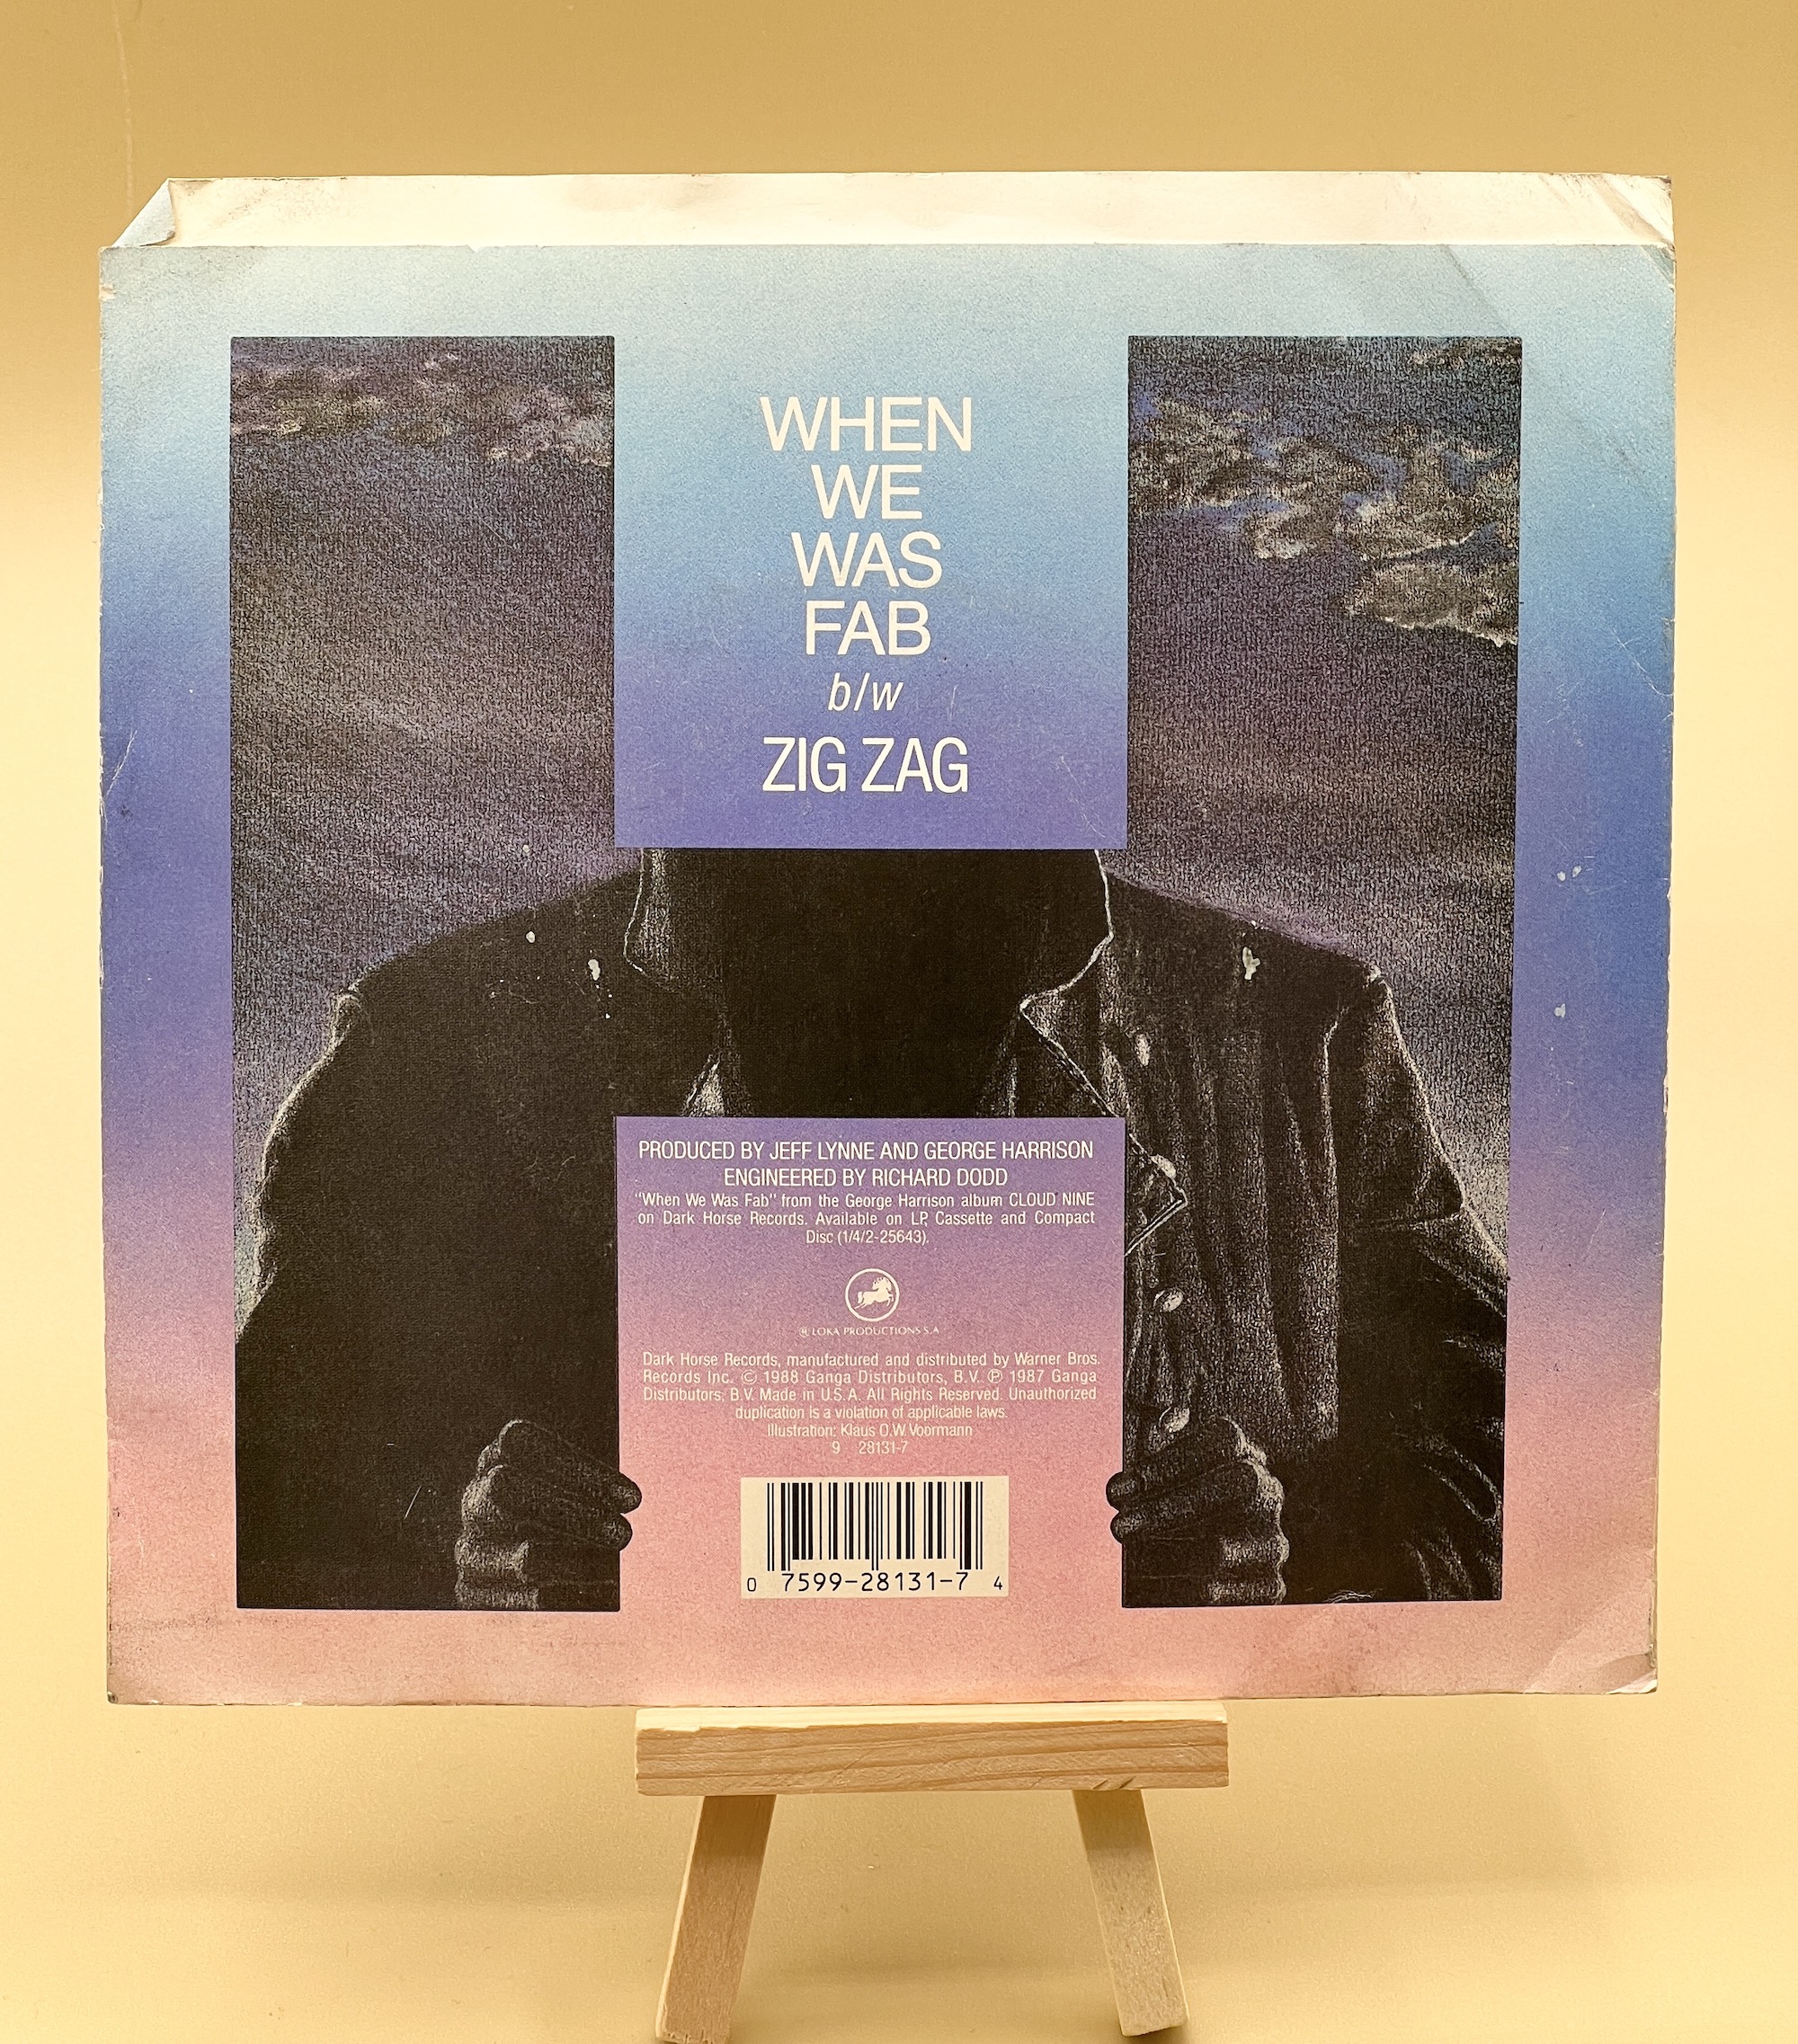 WHEN
WE
WAS
FAB
b/w
ZIG ZAG
PRODUCED BY JEFF LYNNE AND GEORGE HARRISON
ENGINEERED BY RICHARD DODD
"When We Was Fab" from the George Harrison album CLOUD NINE
on Dark Horse Records. Available on LP, Cassette and Compact
Disc (1/4/2-25643).
® LOKA PRODUCTIONS S.A
Dark Horse Records, manufactured and distributed by Warner Bros.
Records Inc. © 1988 Ganga Distributors, B.V. ℗ 1987 Ganga
Distributors, B.V. Made in U.S.A. All Rights Reserved. Unauthorized
duplication is a violation of applicable laws.
Illustration: Klaus O.W. Voormann
9 28131-7
0 7599-28131-7 4